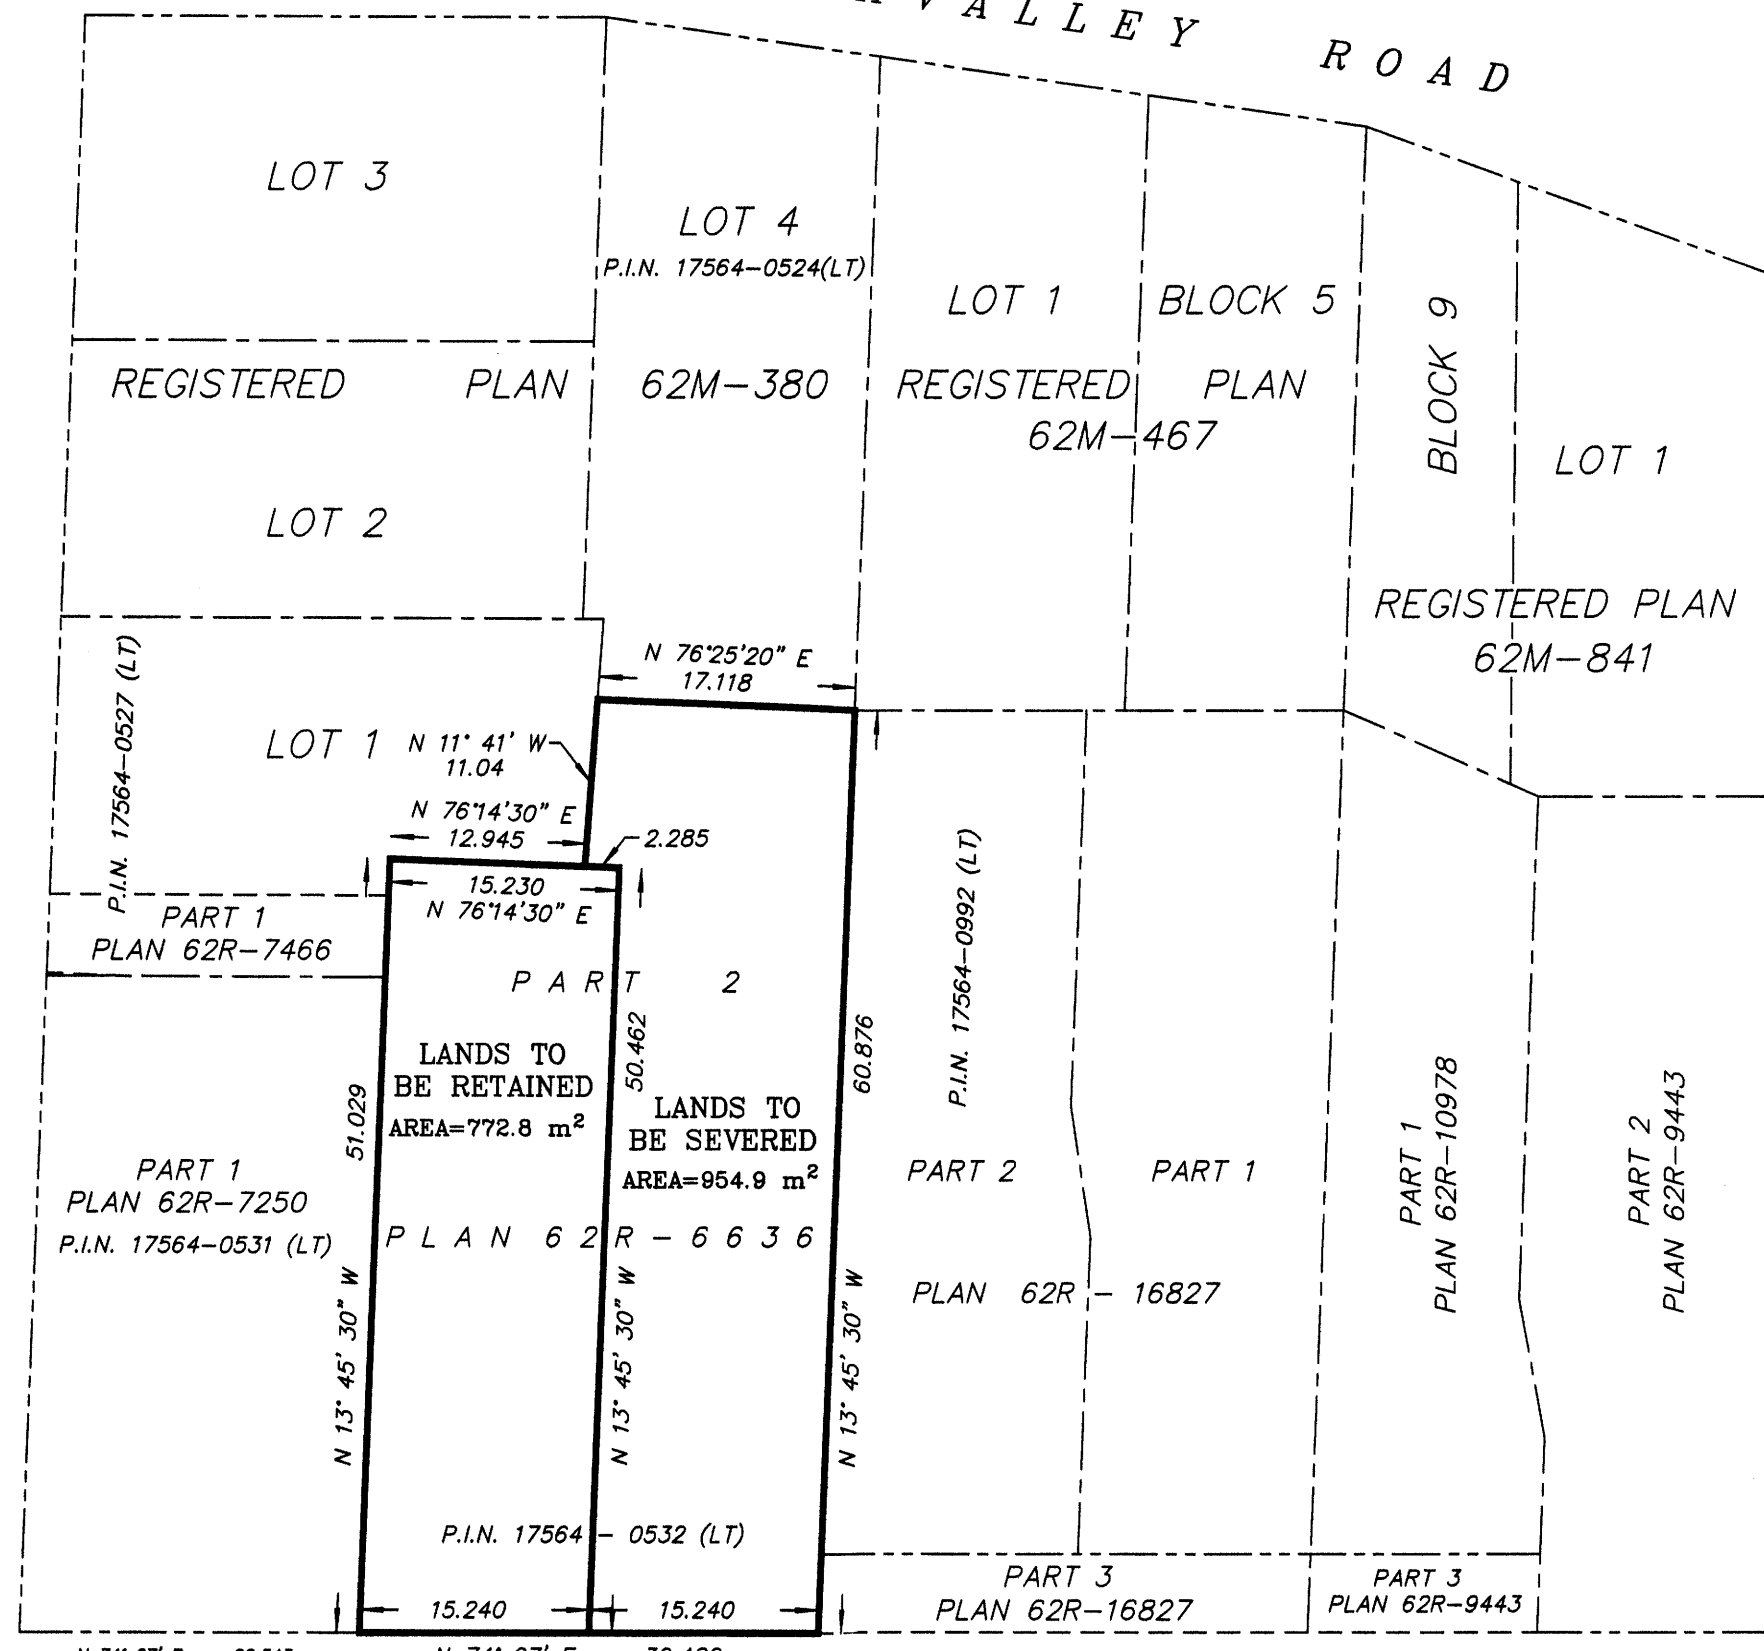 VALLEY ROAD
LOT 3
LOT 4
P.I.N. 17564-0524(LT)
LOT 1
BLOCK 5
BLOCK 9
REGISTERED PLAN 62M-380
REGISTERED PLAN
62M-467
LOT 1
LOT 2
REGISTERED PLAN
62M-841
P.I.N. 17564-0527 (LT)
N 76°25'20" E
17.118
LOT 1
N 11° 41' W
11.04
N 76°14'30" E
12.945
2.285
15.230
N 76°14'30" E
PART 1
PLAN 62R-7466
PART 2
P.I.N. 17564-0992 (LT)
51.029
50.462
60.876
LANDS TO
BE RETAINED
AREA=772.8 m²
LANDS TO
BE SEVERED
AREA=954.9 m²
PART 1
PLAN 62R-7250
P.I.N. 17564-0531 (LT)
PLAN 62R-6636
PART 2
PART 1
PLAN 62R-16827
PART 1
PLAN 62R-10978
PART 2
PLAN 62R-9443
N 13° 45' 30" W
N 13° 45' 30" W
N 13° 45' 30" W
P.I.N. 17564-0532 (LT)
15.240
15.240
PART 3
PLAN 62R-16827
PART 3
PLAN 62R-9443